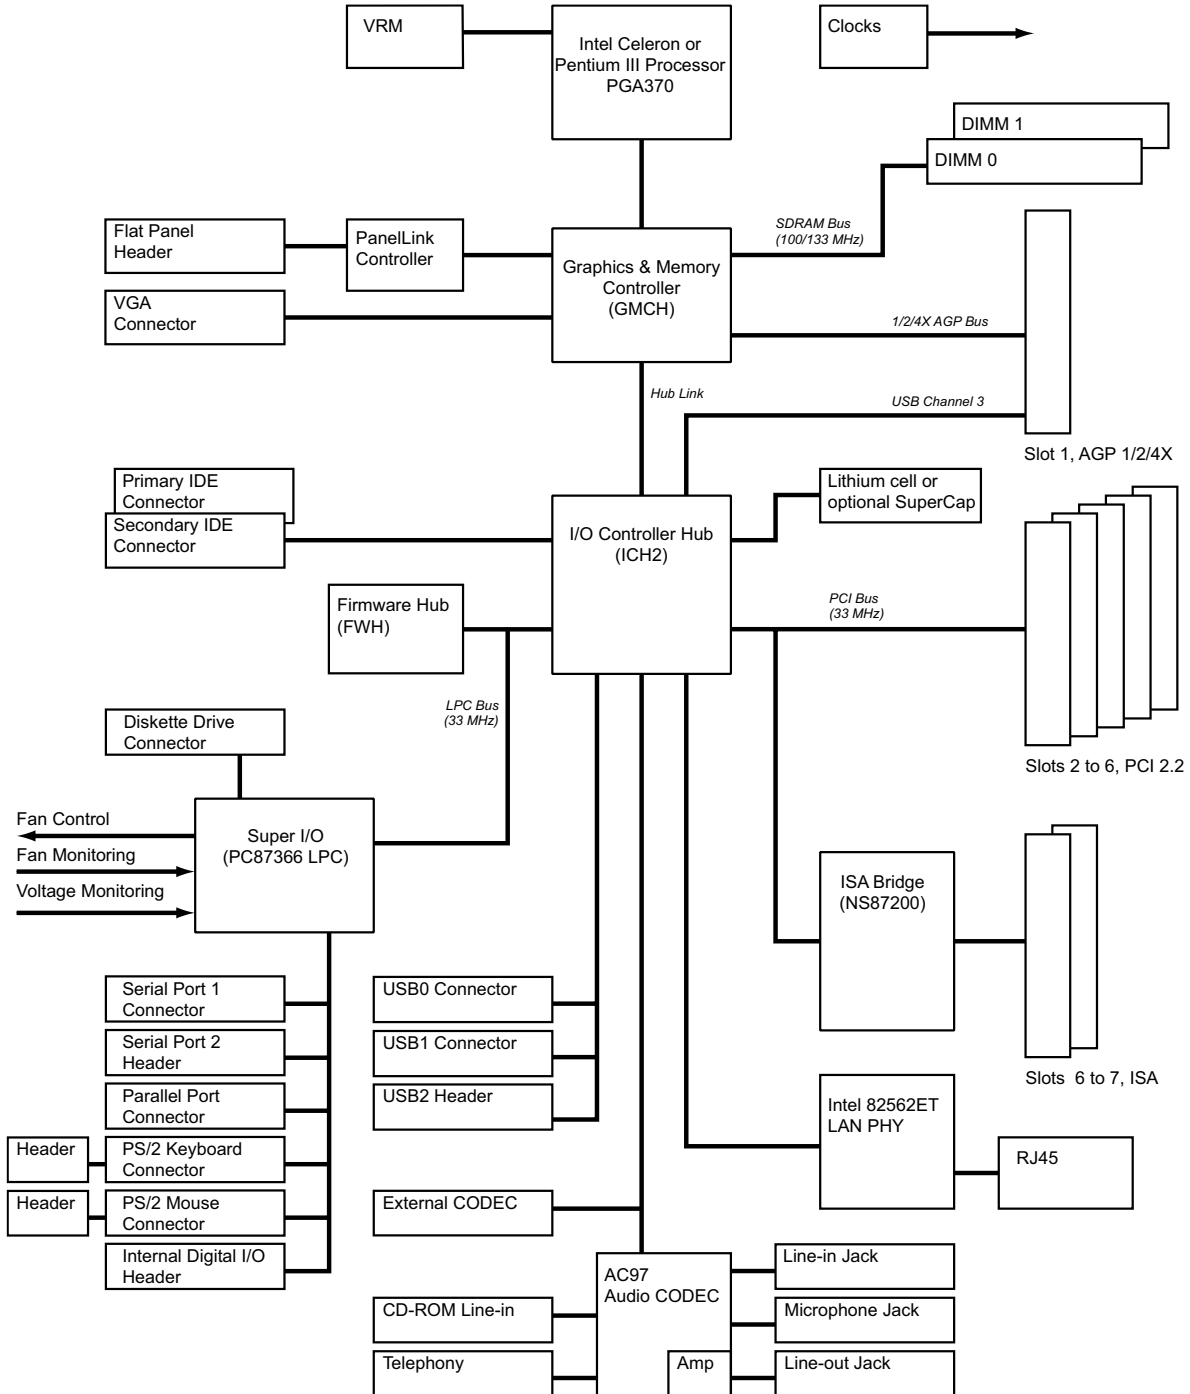 VRM
Intel Celeron or
Pentium III Processor
PGA370
Clocks
DIMM 1
DIMM 0
SDRAM Bus
(100/133 MHz)
Flat Panel
Header
PanelLink
Controller
Graphics & Memory
Controller
(GMCH)
VGA
Connector
1/2/4X AGP Bus
Hub Link
USB Channel 3
Slot 1, AGP 1/2/4X
Primary IDE
Connector
Secondary IDE
Connector
I/O Controller Hub
(ICH2)
Lithium cell or
optional SuperCap
Firmware Hub
(FWH)
PCI Bus
(33 MHz)
LPC Bus
(33 MHz)
Slots 2 to 6, PCI 2.2
Diskette Drive
Connector
Fan Control
Fan Monitoring
Voltage Monitoring
Super I/O
(PC87366 LPC)
ISA Bridge
(NS87200)
Slots  6 to 7, ISA
Serial Port 1
Connector
Serial Port 2
Header
Parallel Port
Connector
Header
PS/2 Keyboard
Connector
Header
PS/2 Mouse
Connector
Internal Digital I/O
Header
USB0 Connector
USB1 Connector
USB2 Header
Intel 82562ET
LAN PHY
RJ45
External CODEC
AC97
Audio CODEC
Line-in Jack
CD-ROM Line-in
Microphone Jack
Telephony
Amp
Line-out Jack